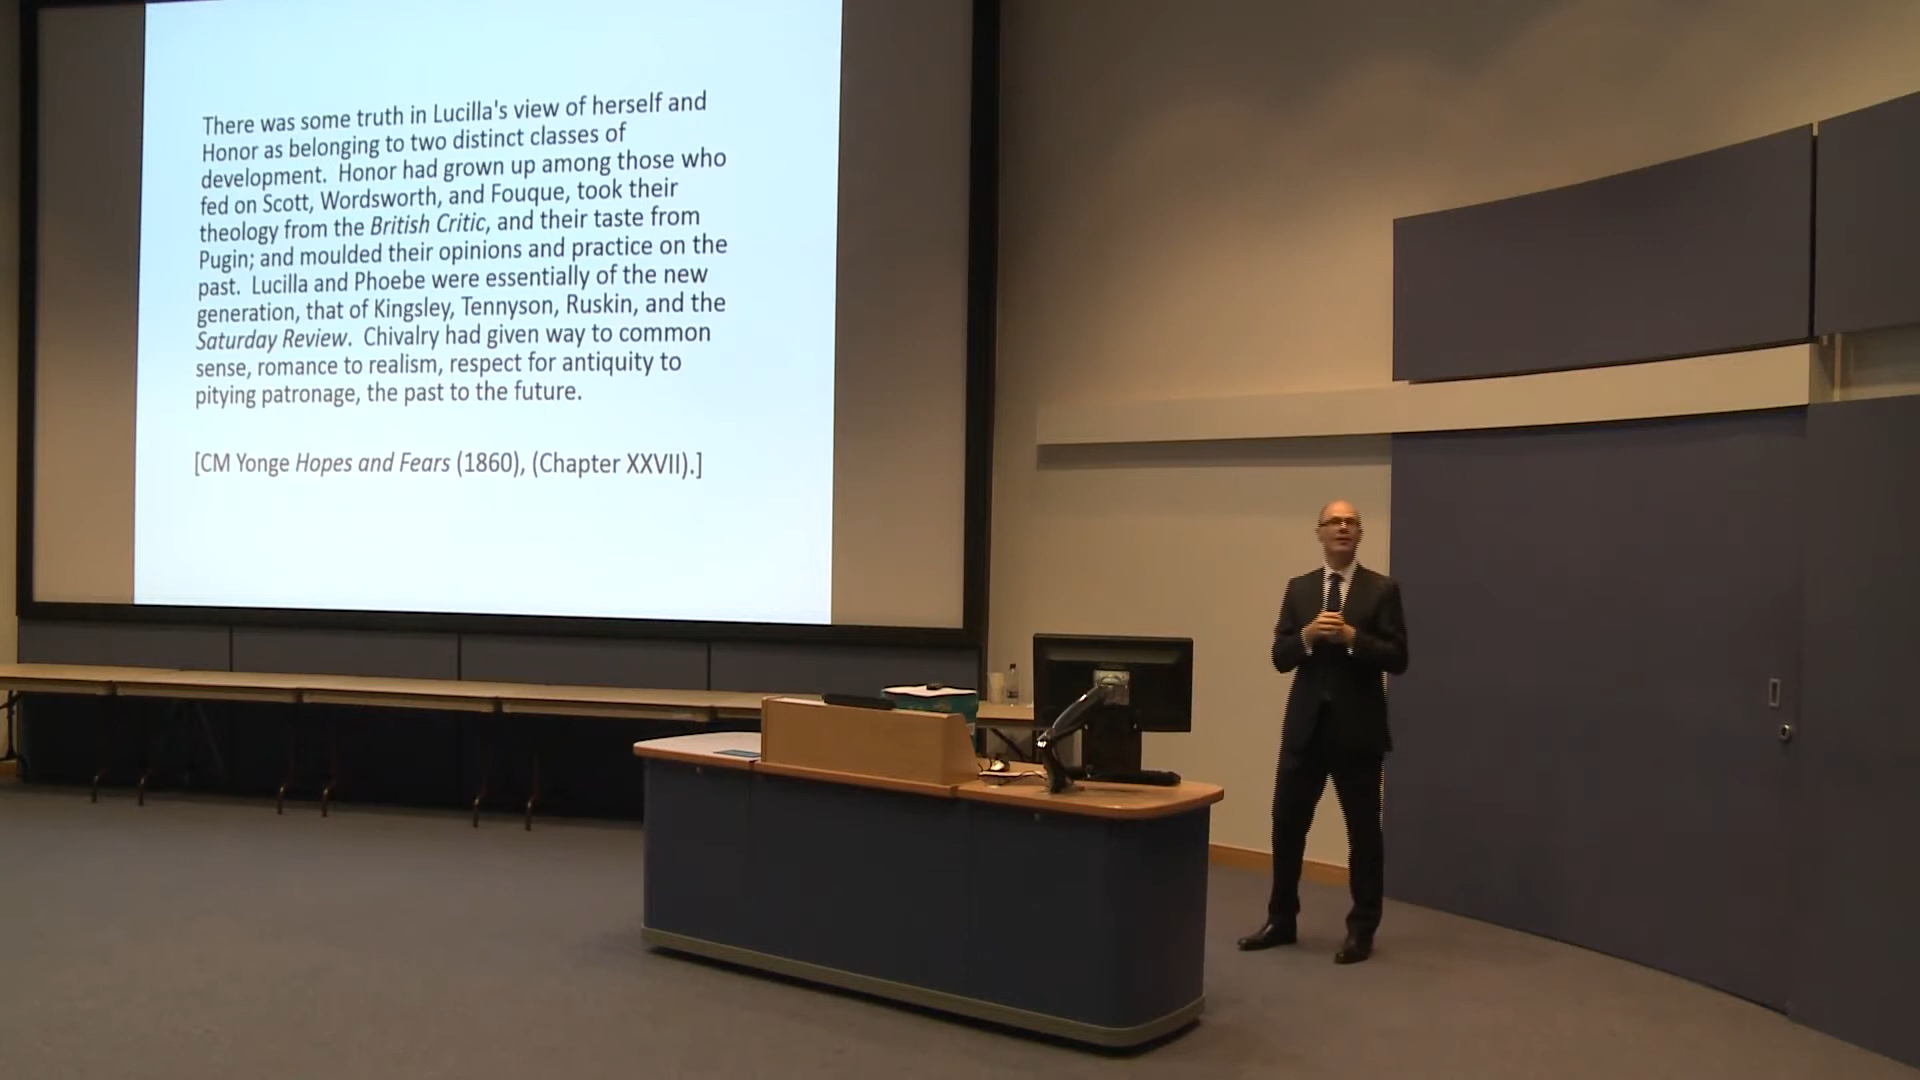 There was some truth in Lucilla's view of herself and
Honor as belonging to two distinct classes of
development. Honor had grown up among those who
fed on Scott, Wordsworth, and Fouque, took their
theology from the British Critic, and their taste from
Pugin; and moulded their opinions and practice on the
past. Lucilla and Phoebe were essentially of the new
generation, that of Kingsley, Tennyson, Ruskin, and the
Saturday Review. Chivalry had given way to common
sense, romance to realism, respect for antiquity to
pitying patronage, the past to the future.
[CM Yonge Hopes and Fears (1860), (Chapter XXVII).]